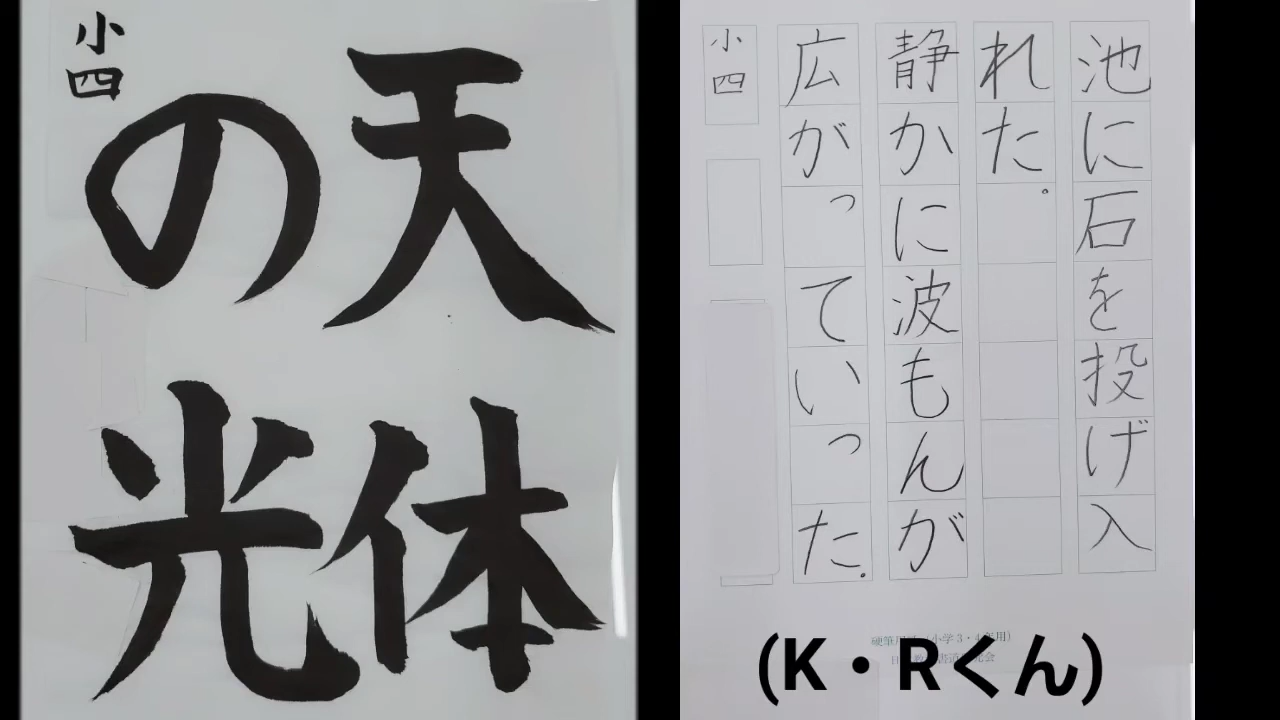 天体
の光
小四
池に石を投げ入
れた。
静かに波もんが
広がっていった。
小四
(K・Rくん)